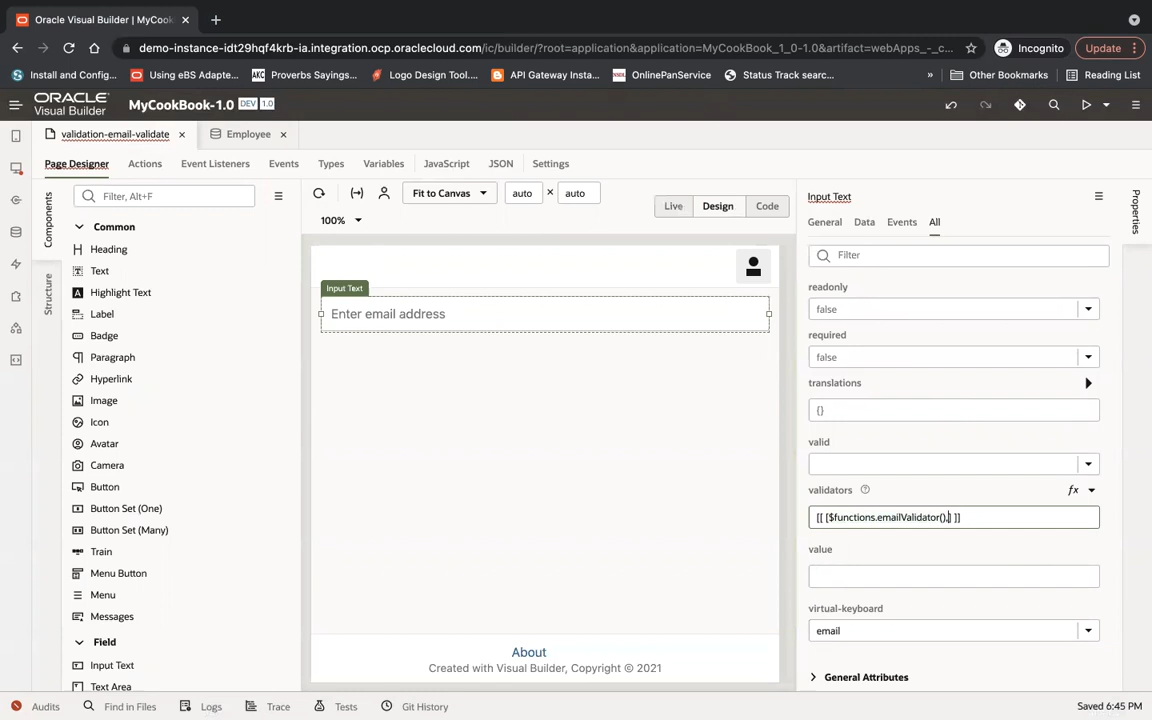 Oracle Visual Builder | MyCook
demo-instance-idt29hqf4krb-ia.integration.ocp.oraclecloud.com/ic/builder/?root=application&application=MyCookBook_1_0-1.0&artifact=webApps_-_c...
Incognito
Update
Install and Config...
Using eBS Adapte...
AKC Proverbs Sayings...
Logo Design Tool....
API Gateway Insta...
OnlinePanService
Status Track searc...
»
Other Bookmarks
Reading List
ORACLE
Visual Builder
MyCookBook-1.0 DEV 1.0
validation-email-validate
Employee
Page Designer
Actions
Event Listeners
Events
Types
Variables
JavaScript
JSON
Settings
Components
Structure
Filter, Alt+F
Common
Heading
Text
Highlight Text
Label
Badge
Paragraph
Hyperlink
Image
Icon
Avatar
Camera
Button
Button Set (One)
Button Set (Many)
Train
Menu Button
Menu
Messages
Field
Input Text
Text Area
Fit to Canvas
auto × auto
100%
Live
Design
Code
Input Text
Enter email address
About
Created with Visual Builder, Copyright © 2021
Input Text
General
Data
Events
All
Properties
Filter
readonly
false
required
false
translations
{}
valid
validators
fx
[[ [$functions.emailValidator(),] ]]
value
virtual-keyboard
email
General Attributes
Audits
Find in Files
Logs
Trace
Tests
Git History
Saved 6:45 PM